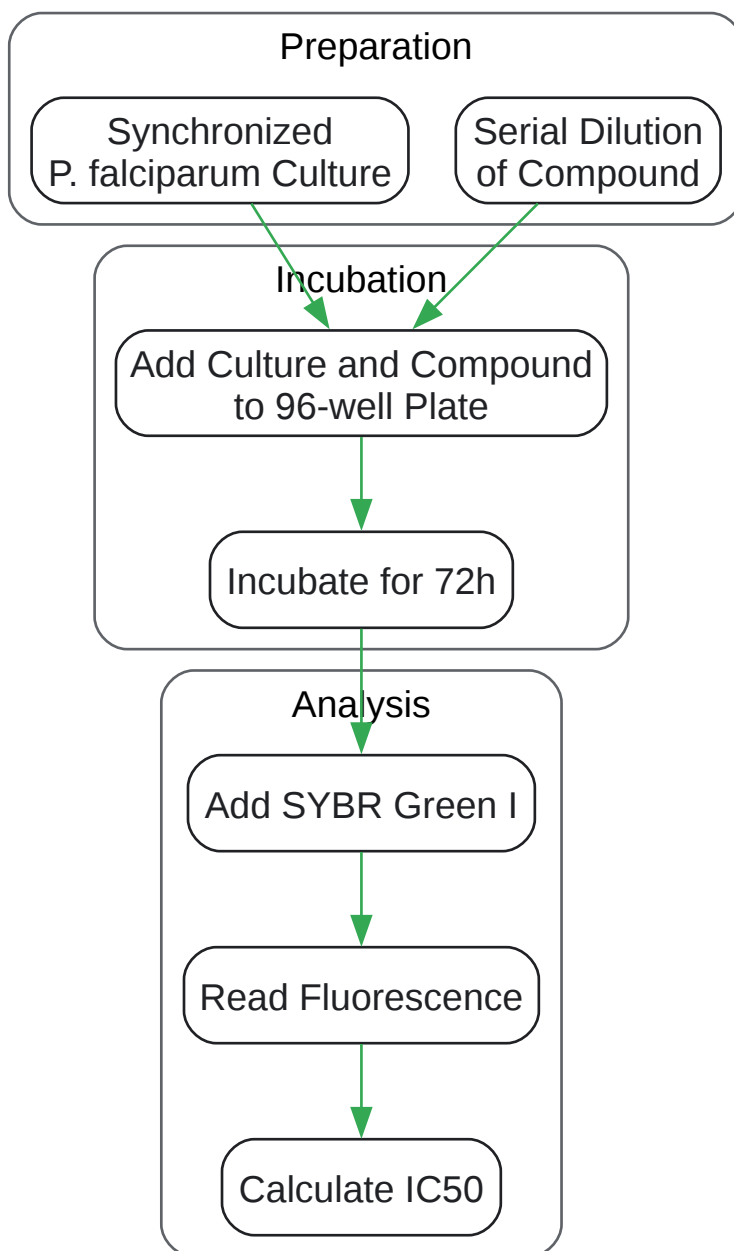 Preparation
Synchronized
P. falciparum Culture
Serial Dilution
of Compound
Incubation
Add Culture and Compound
to 96-well Plate
Incubate for 72h
Analysis
Add SYBR Green I
Read Fluorescence
Calculate IC50